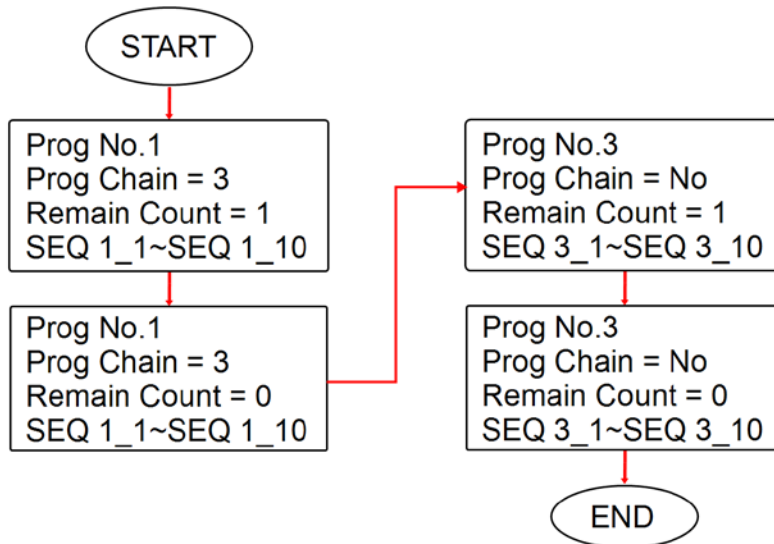 START
Prog No.1
Prog Chain = 3
Remain Count = 1
SEQ 1_1~SEQ 1_10
Prog No.1
Prog Chain = 3
Remain Count = 0
SEQ 1_1~SEQ 1_10
Prog No.3
Prog Chain = No
Remain Count = 1
SEQ 3_1~SEQ 3_10
Prog No.3
Prog Chain = No
Remain Count = 0
SEQ 3_1~SEQ 3_10
END